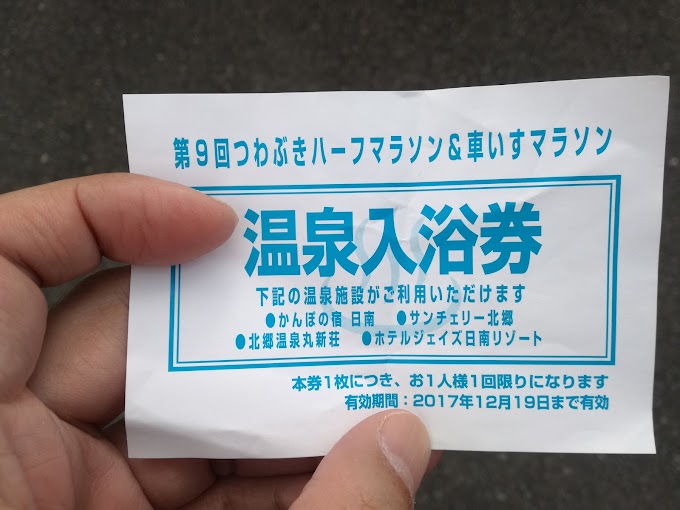 第9回つわぶきハーフマラソン&車いすマラソン
温泉入浴券
下記の温泉施設がご利用いただけます
●かんぽの宿 日南 ●サンチェリー北郷
●北郷温泉丸新荘 ●ホテルジェイズ日南リゾート
本券1枚につき、お1人様1回限りになります
有効期間：2017年12月19日まで有効